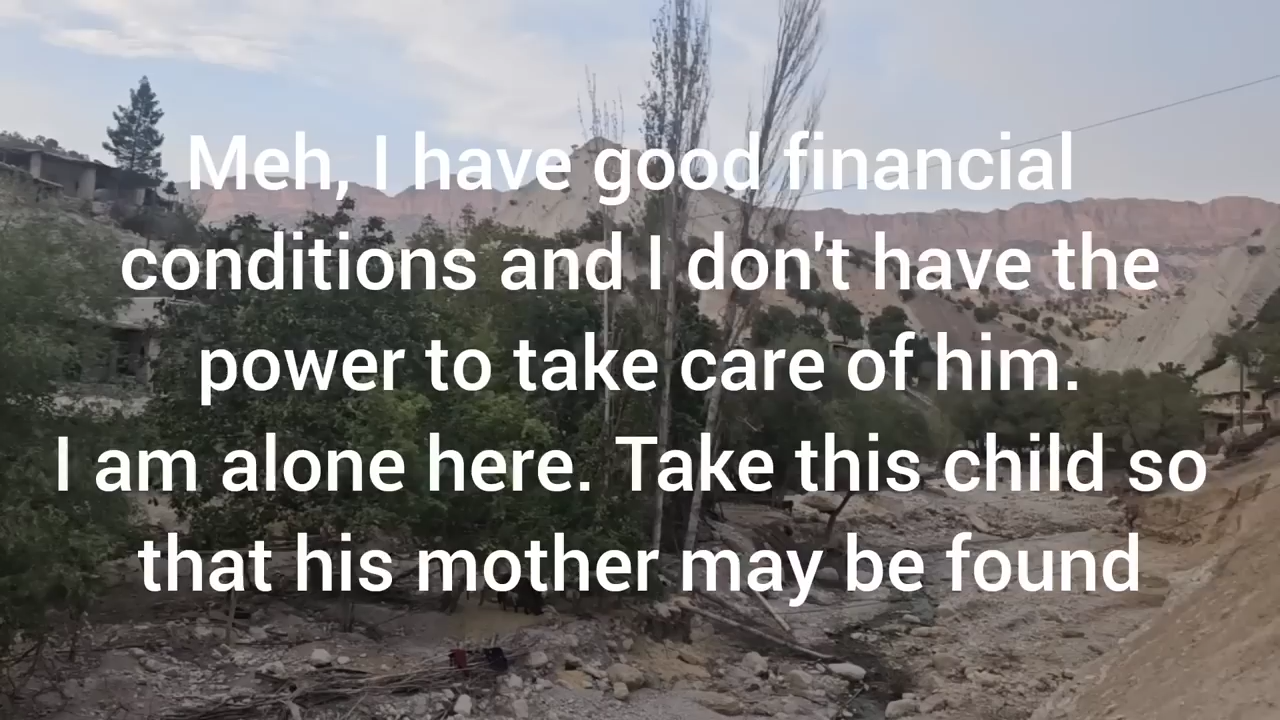 Meh, I have good financial
conditions and I don't have the
power to take care of him.
I am alone here. Take this child so
that his mother may be found